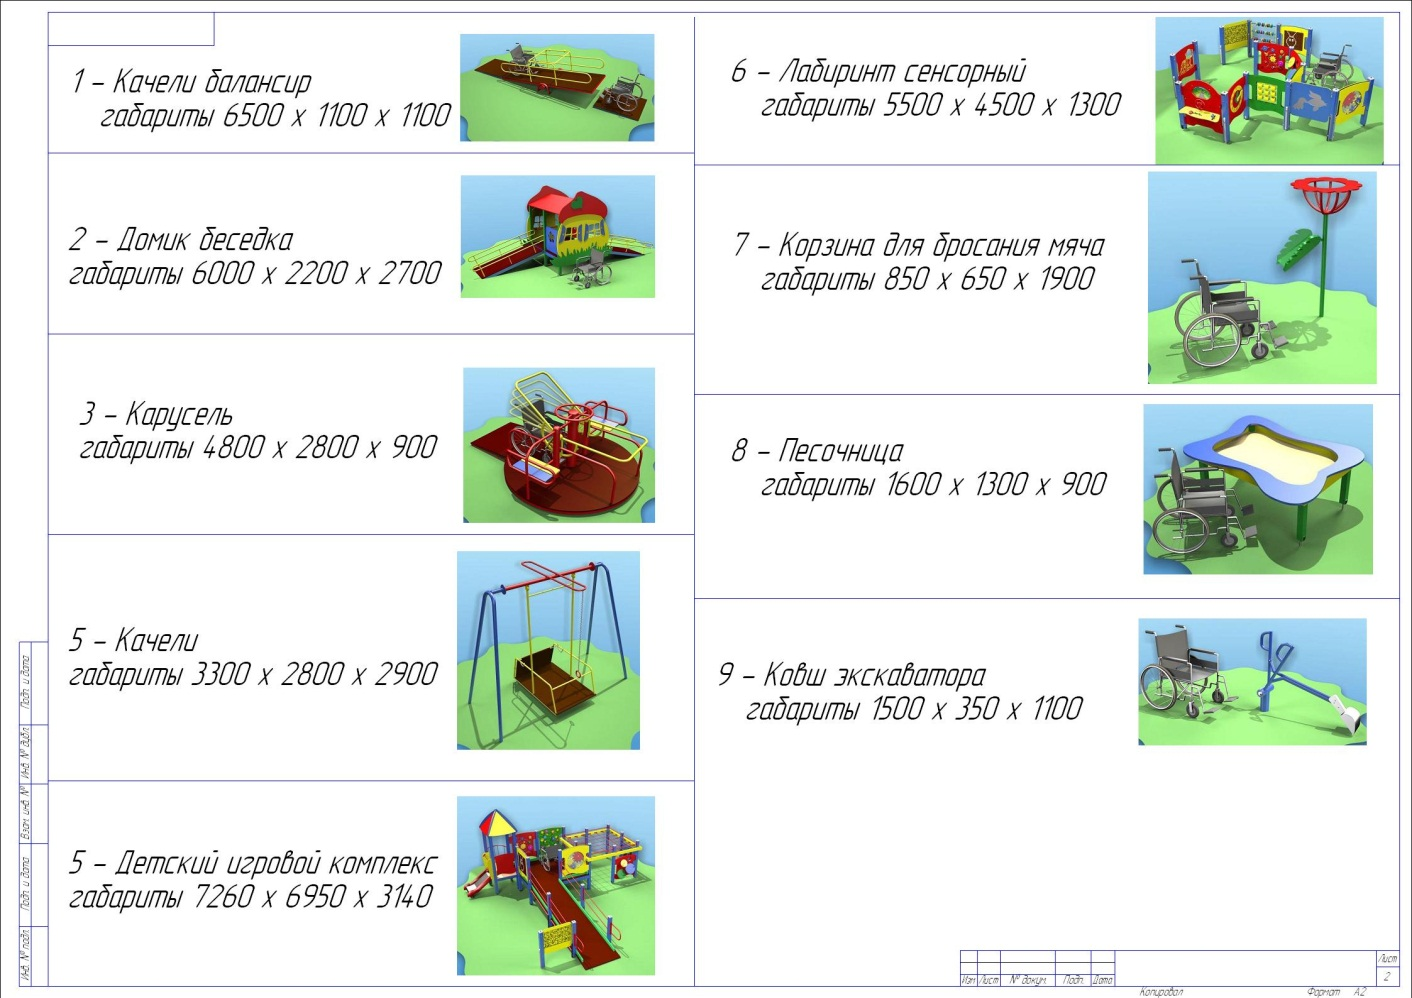 1 – Качели балансир
габариты 6500 х 1100 х 1100
2 – Домик беседка
габариты 6000 х 2200 х 2700
3 – Карусель
габариты 4800 х 2800 х 900
5 – Качели
габариты 3300 х 2800 х 2900
5 – Детский игровой комплекс
габариты 7260 х 6950 х 3140
6 – Лабиринт сенсорный
габариты 5500 х 4500 х 1300
7 – Корзина для бросания мяча
габариты 850 х 650 х 1900
8 – Песочница
габариты 1600 х 1300 х 900
9 – Ковш экскаватора
габариты 1500 х 350 х 1100
Подп. и дата
Инв. № дубл.
Взам. инв. №
Подп. и дата
Инв. № подл.
Изм. Лист № докум. Подп. Дата
Лист
2
Копировал Формат А2